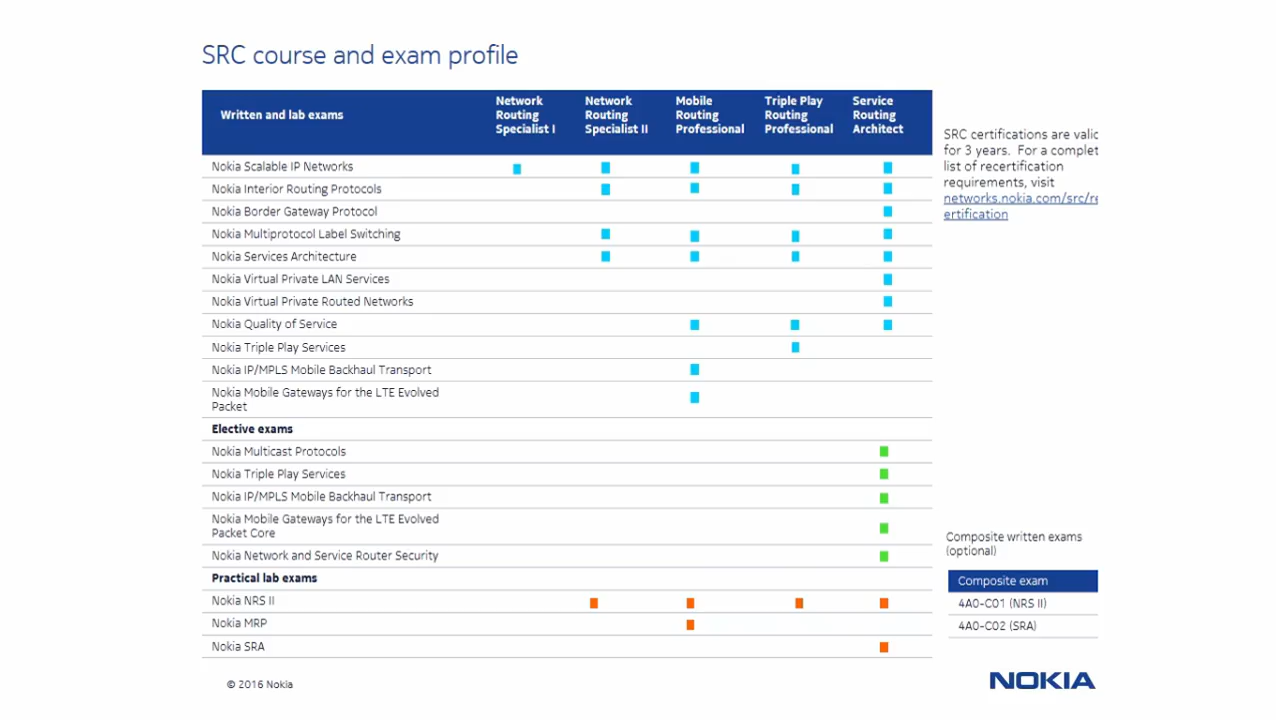 SRC course and exam profile
Written and lab exams
Network
Routing
Specialist I
Network
Routing
Specialist II
Mobile
Routing
Professional
Triple Play
Routing
Professional
Service
Routing
Architect
Nokia Scalable IP Networks
Nokia Interior Routing Protocols
Nokia Border Gateway Protocol
Nokia Multiprotocol Label Switching
Nokia Services Architecture
Nokia Virtual Private LAN Services
Nokia Virtual Private Routed Networks
Nokia Quality of Service
Nokia Triple Play Services
Nokia IP/MPLS Mobile Backhaul Transport
Nokia Mobile Gateways for the LTE Evolved
Packet
Elective exams
Nokia Multicast Protocols
Nokia Triple Play Services
Nokia IP/MPLS Mobile Backhaul Transport
Nokia Mobile Gateways for the LTE Evolved
Packet Core
Nokia Network and Service Router Security
Practical lab exams
Nokia NRS II
Nokia MRP
Nokia SRA
SRC certifications are valid
for 3 years. For a complet
list of recertification
requirements, visit
networks.nokia.com/src/re
ertification
Composite written exams
(optional)
Composite exam
4A0-C01 (NRS II)
4A0-C02 (SRA)
© 2016 Nokia
NOKIA